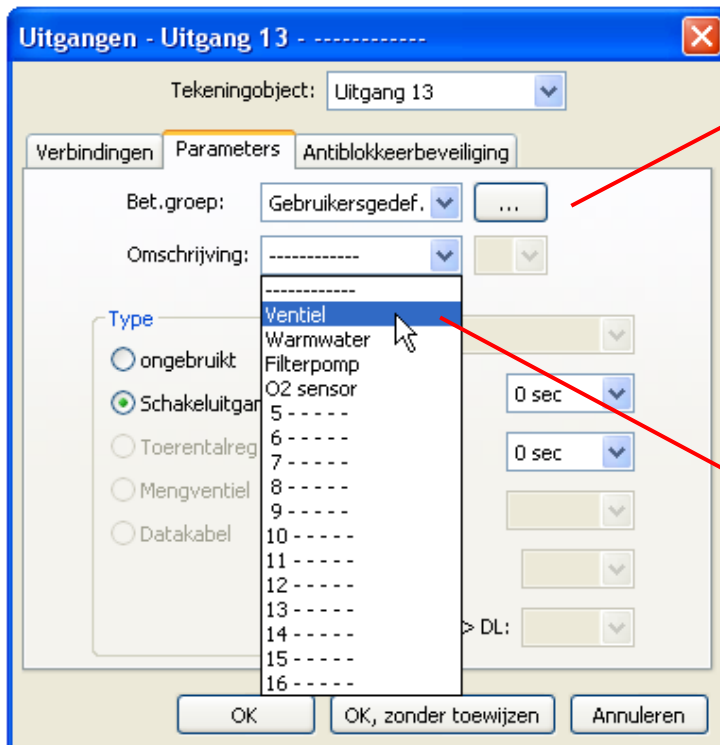 Uitgangen - Uitgang 13 - ------------
Tekeningobject: Uitgang 13
Verbindingen Parameters Antiblokkeerbeveiliging
Bet.groep: Gebruikersgedef. ...
Omschrijving: ------------
------------
Type
Ventiel
Warmwater
ongebruikt
Filterpomp
O2 sensor
Schakeluitgan 0 sec
5 - - - - -
6 - - - - -
Toerentalreg 0 sec
7 - - - - -
8 - - - - -
Mengventiel
9 - - - - -
10 - - - - -
Datakabel
11 - - - - -
12 - - - - -
13 - - - - -
14 - - - - -
> DL:
15 - - - - -
16 - - - - -
OK OK, zonder toewijzen Annuleren